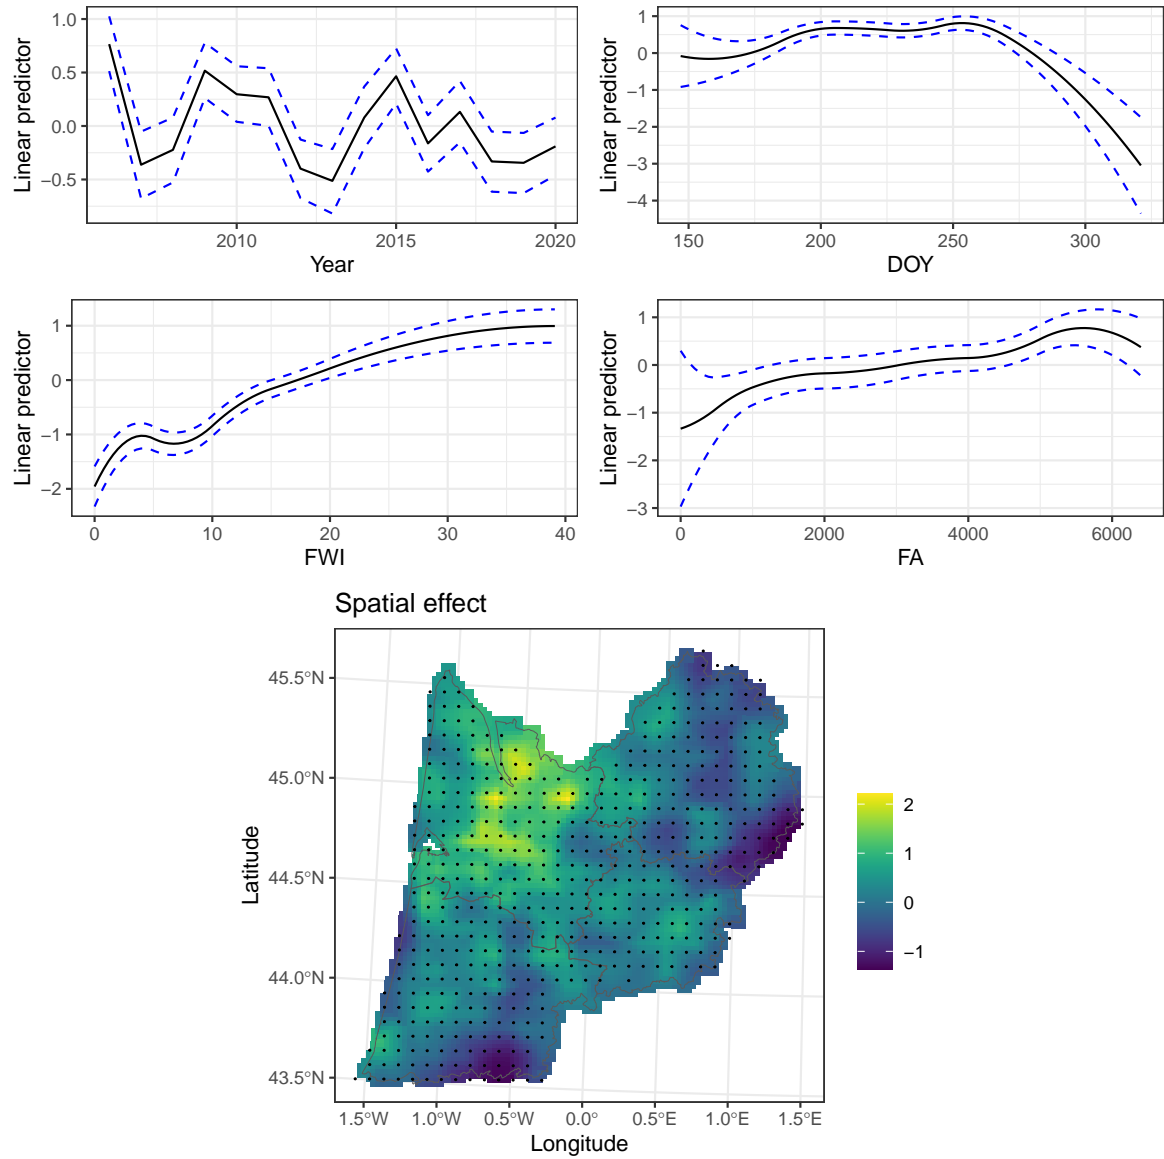 Linear predictor
1.0
0.5
0.0
−0.5
2010
2015
2020
Year
Linear predictor
1
0
−1
−2
−3
−4
150
200
250
300
DOY
Linear predictor
1
0
−1
−2
0
10
20
30
40
FWI
Linear predictor
1
0
−1
−2
−3
0
2000
4000
6000
FA
Spatial effect
Latitude
45.5°N
45.0°N
44.5°N
44.0°N
43.5°N
1.5°W
1.0°W
0.5°W
0.0°
0.5°E
1.0°E
1.5°E
Longitude
2
1
0
−1